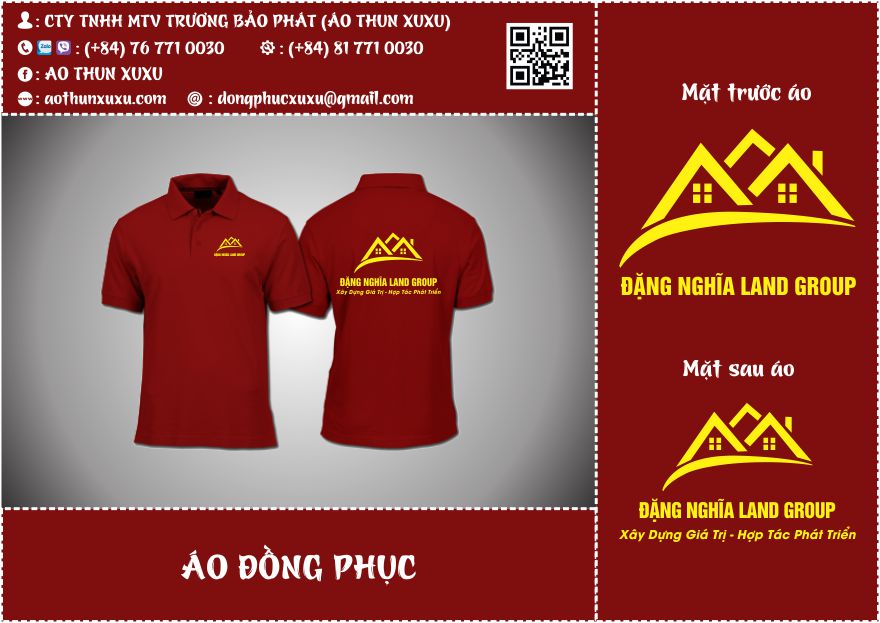 : CTY TNHH MTV TRƯƠNG BẢO PHÁT (ÁO THUN XUXU)
Zalo : (+84) 76 771 0030 : (+84) 81 771 0030
: AO THUN XUXU
www : aothunxuxu.com @ : dongphucxuxu@gmail.com
ĐẶNG NGHĨA LAND GROUP
ĐẶNG NGHĨA LAND GROUP
Xây Dựng Giá Trị - Hợp Tác Phát Triển
ÁO ĐỒNG PHỤC
Mặt trước áo
ĐẶNG NGHĨA LAND GROUP
Mặt sau áo
ĐẶNG NGHĨA LAND GROUP
Xây Dựng Giá Trị - Hợp Tác Phát Triển